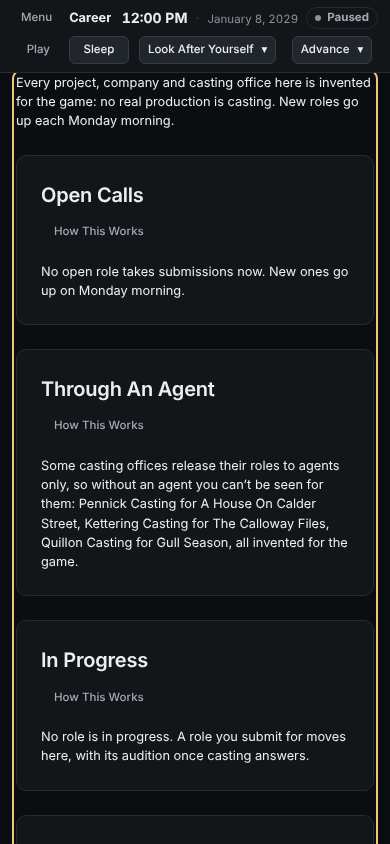 Menu Career 12:00 PM · January 8, 2029 Paused
Play Sleep Look After Yourself ▾ Advance ▾
Every project, company and casting office here is invented
for the game: no real production is casting. New roles go
up each Monday morning.
Open Calls
How This Works
No open role takes submissions now. New ones go
up on Monday morning.
Through An Agent
How This Works
Some casting offices release their roles to agents
only, so without an agent you can’t be seen for
them: Pennick Casting for A House On Calder
Street, Kettering Casting for The Calloway Files,
Quillon Casting for Gull Season, all invented for the
game.
In Progress
How This Works
No role is in progress. A role you submit for moves
here, with its audition once casting answers.